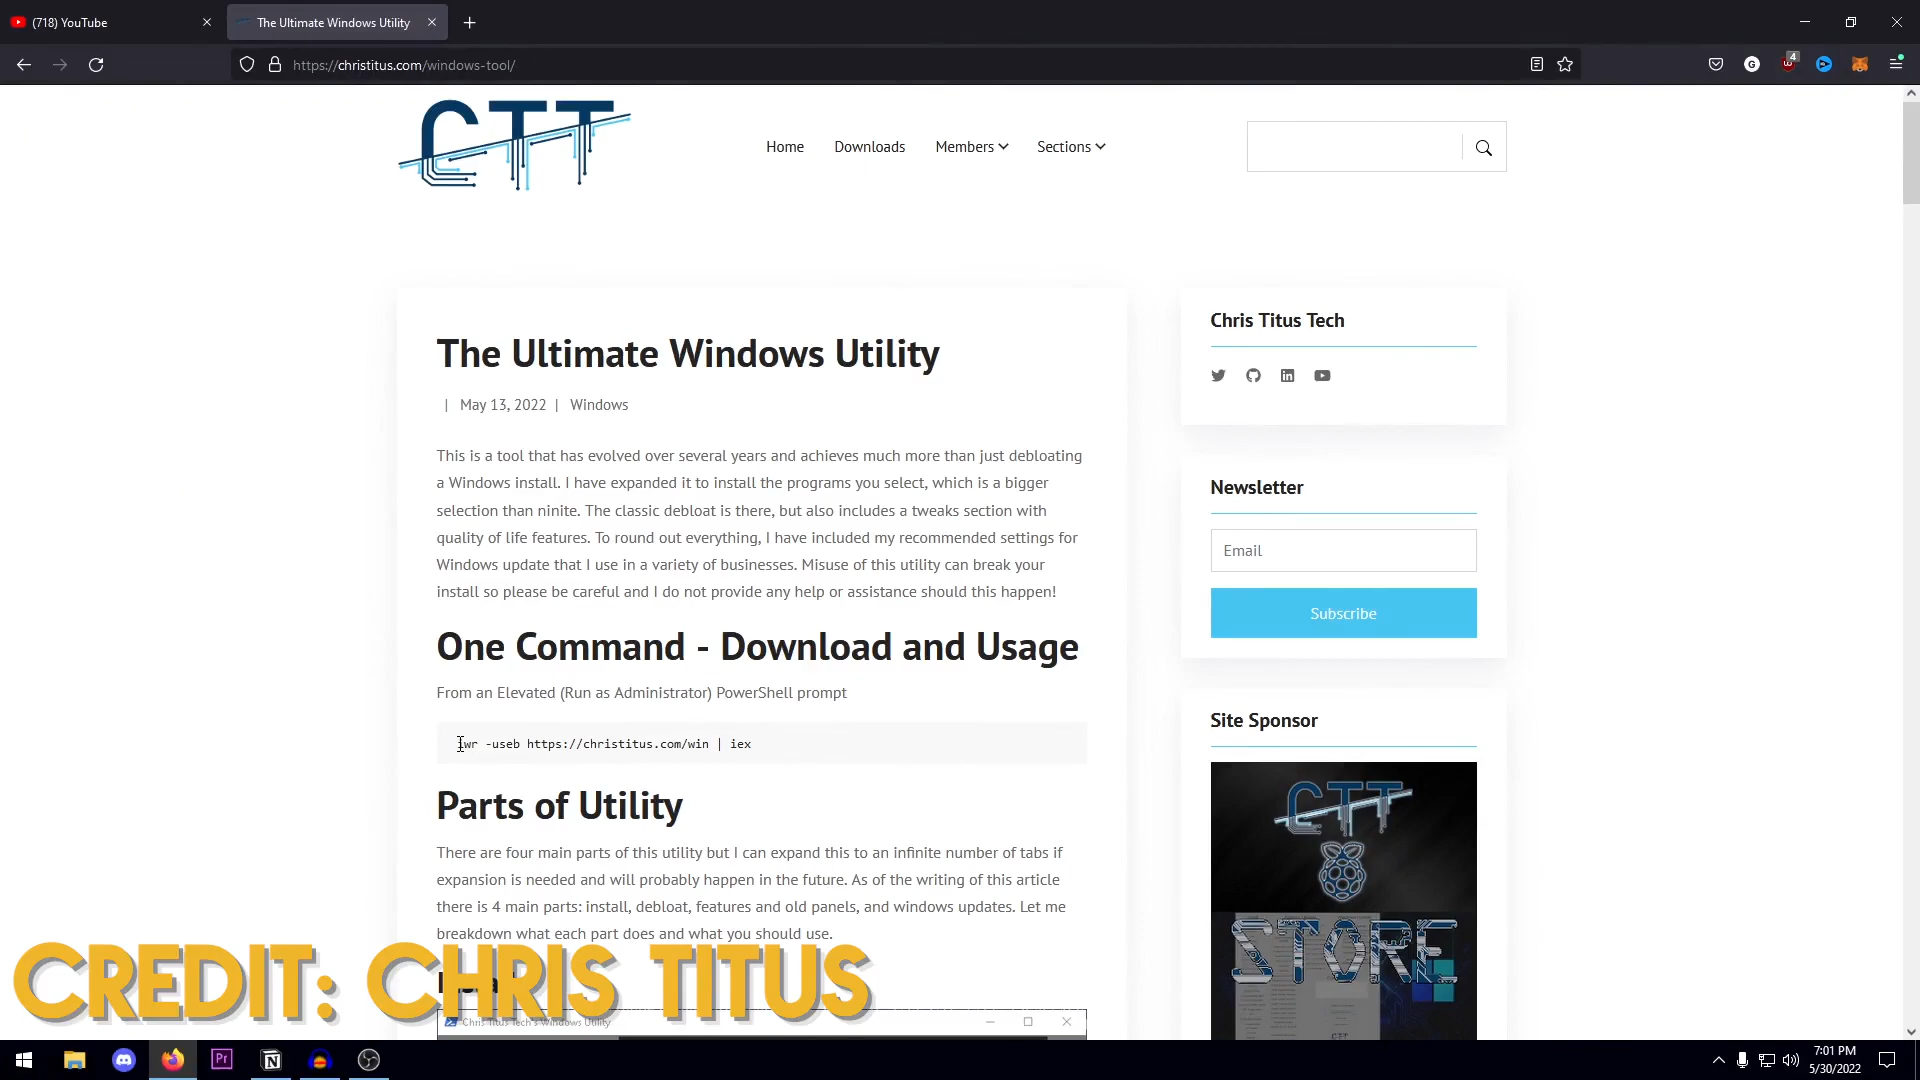 (718) YouTube
The Ultimate Windows Utility
https://christitus.com/windows-tool/
G
4
CTT
Home
Downloads
Members
Sections
The Ultimate Windows Utility
| May 13, 2022 | Windows
This is a tool that has evolved over several years and achieves much more than just debloating
a Windows install. I have expanded it to install the programs you select, which is a bigger
selection than ninite. The classic debloat is there, but also includes a tweaks section with
quality of life features. To round out everything, I have included my recommended settings for
Windows update that I use in a variety of businesses. Misuse of this utility can break your
install so please be careful and I do not provide any help or assistance should this happen!
One Command - Download and Usage
From an Elevated (Run as Administrator) PowerShell prompt
iwr -useb https://christitus.com/win | iex
Parts of Utility
There are four main parts of this utility but I can expand this to an infinite number of tabs if
expansion is needed and will probably happen in the future. As of the writing of this article
there is 4 main parts: install, debloat, features and old panels, and windows updates. Let me
breakdown what each part does and what you should use.
Chris Titus Tech's Windows Utility
Chris Titus Tech
Newsletter
Email
Subscribe
Site Sponsor
CTT
STORE
CTT
CREDIT: CHRIS TITUS
Pr
7:01 PM
5/30/2022